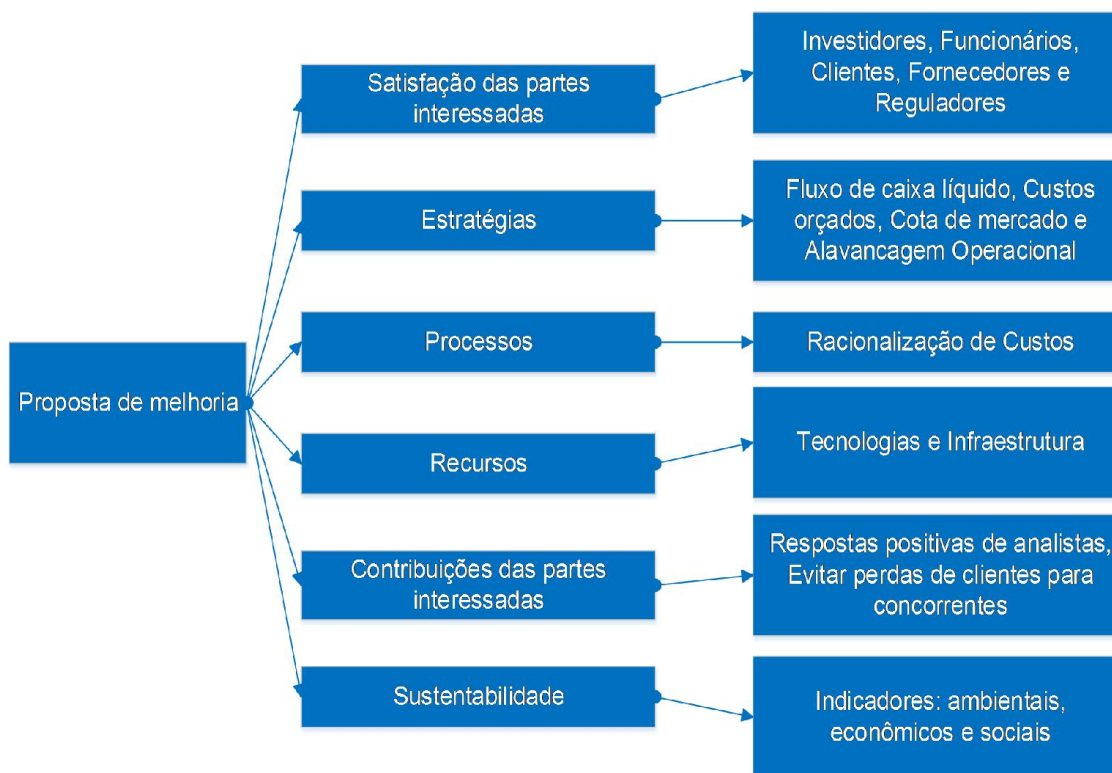 Proposta de melhoria
Satisfação das partes
interessadas
Investidores, Funcionários,
Clientes, Fornecedores e
Reguladores
Estratégias
Fluxo de caixa líquido, Custos
orçados, Cota de mercado e
Alavancagem Operacional
Processos
Racionalização de Custos
Recursos
Tecnologias e Infraestrutura
Contribuições das partes
interessadas
Respostas positivas de analistas,
Evitar perdas de clientes para
concorrentes
Sustentabilidade
Indicadores: ambientais,
econômicos e sociais